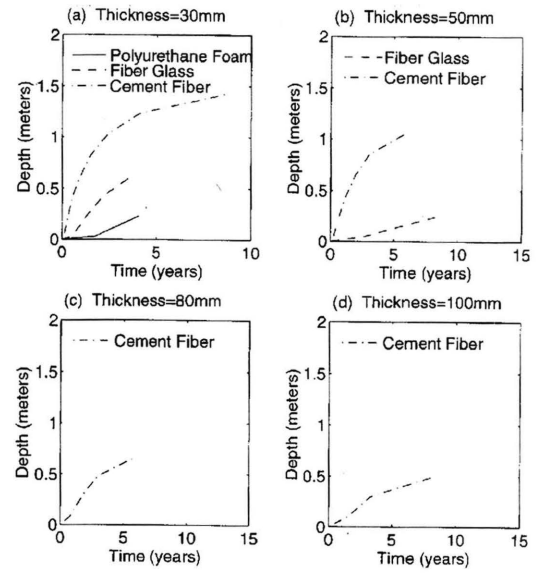 (a) Thickness=30mm
2
1.5
1
0.5
0
0
5
10
Depth (meters)
Time (years)
Polyurethane Foam
Fiber Glass
Cement Fiber
(b) Thickness=50mm
2
1.5
1
0.5
0
0
5
10
15
Depth (meters)
Time (years)
Fiber Glass
Cement Fiber
(c) Thickness=80mm
2
1.5
1
0.5
0
0
5
10
15
Depth (meters)
Time (years)
Cement Fiber
(d) Thickness=100mm
2
1.5
1
0.5
0
0
5
10
15
Depth (meters)
Time (years)
Cement Fiber